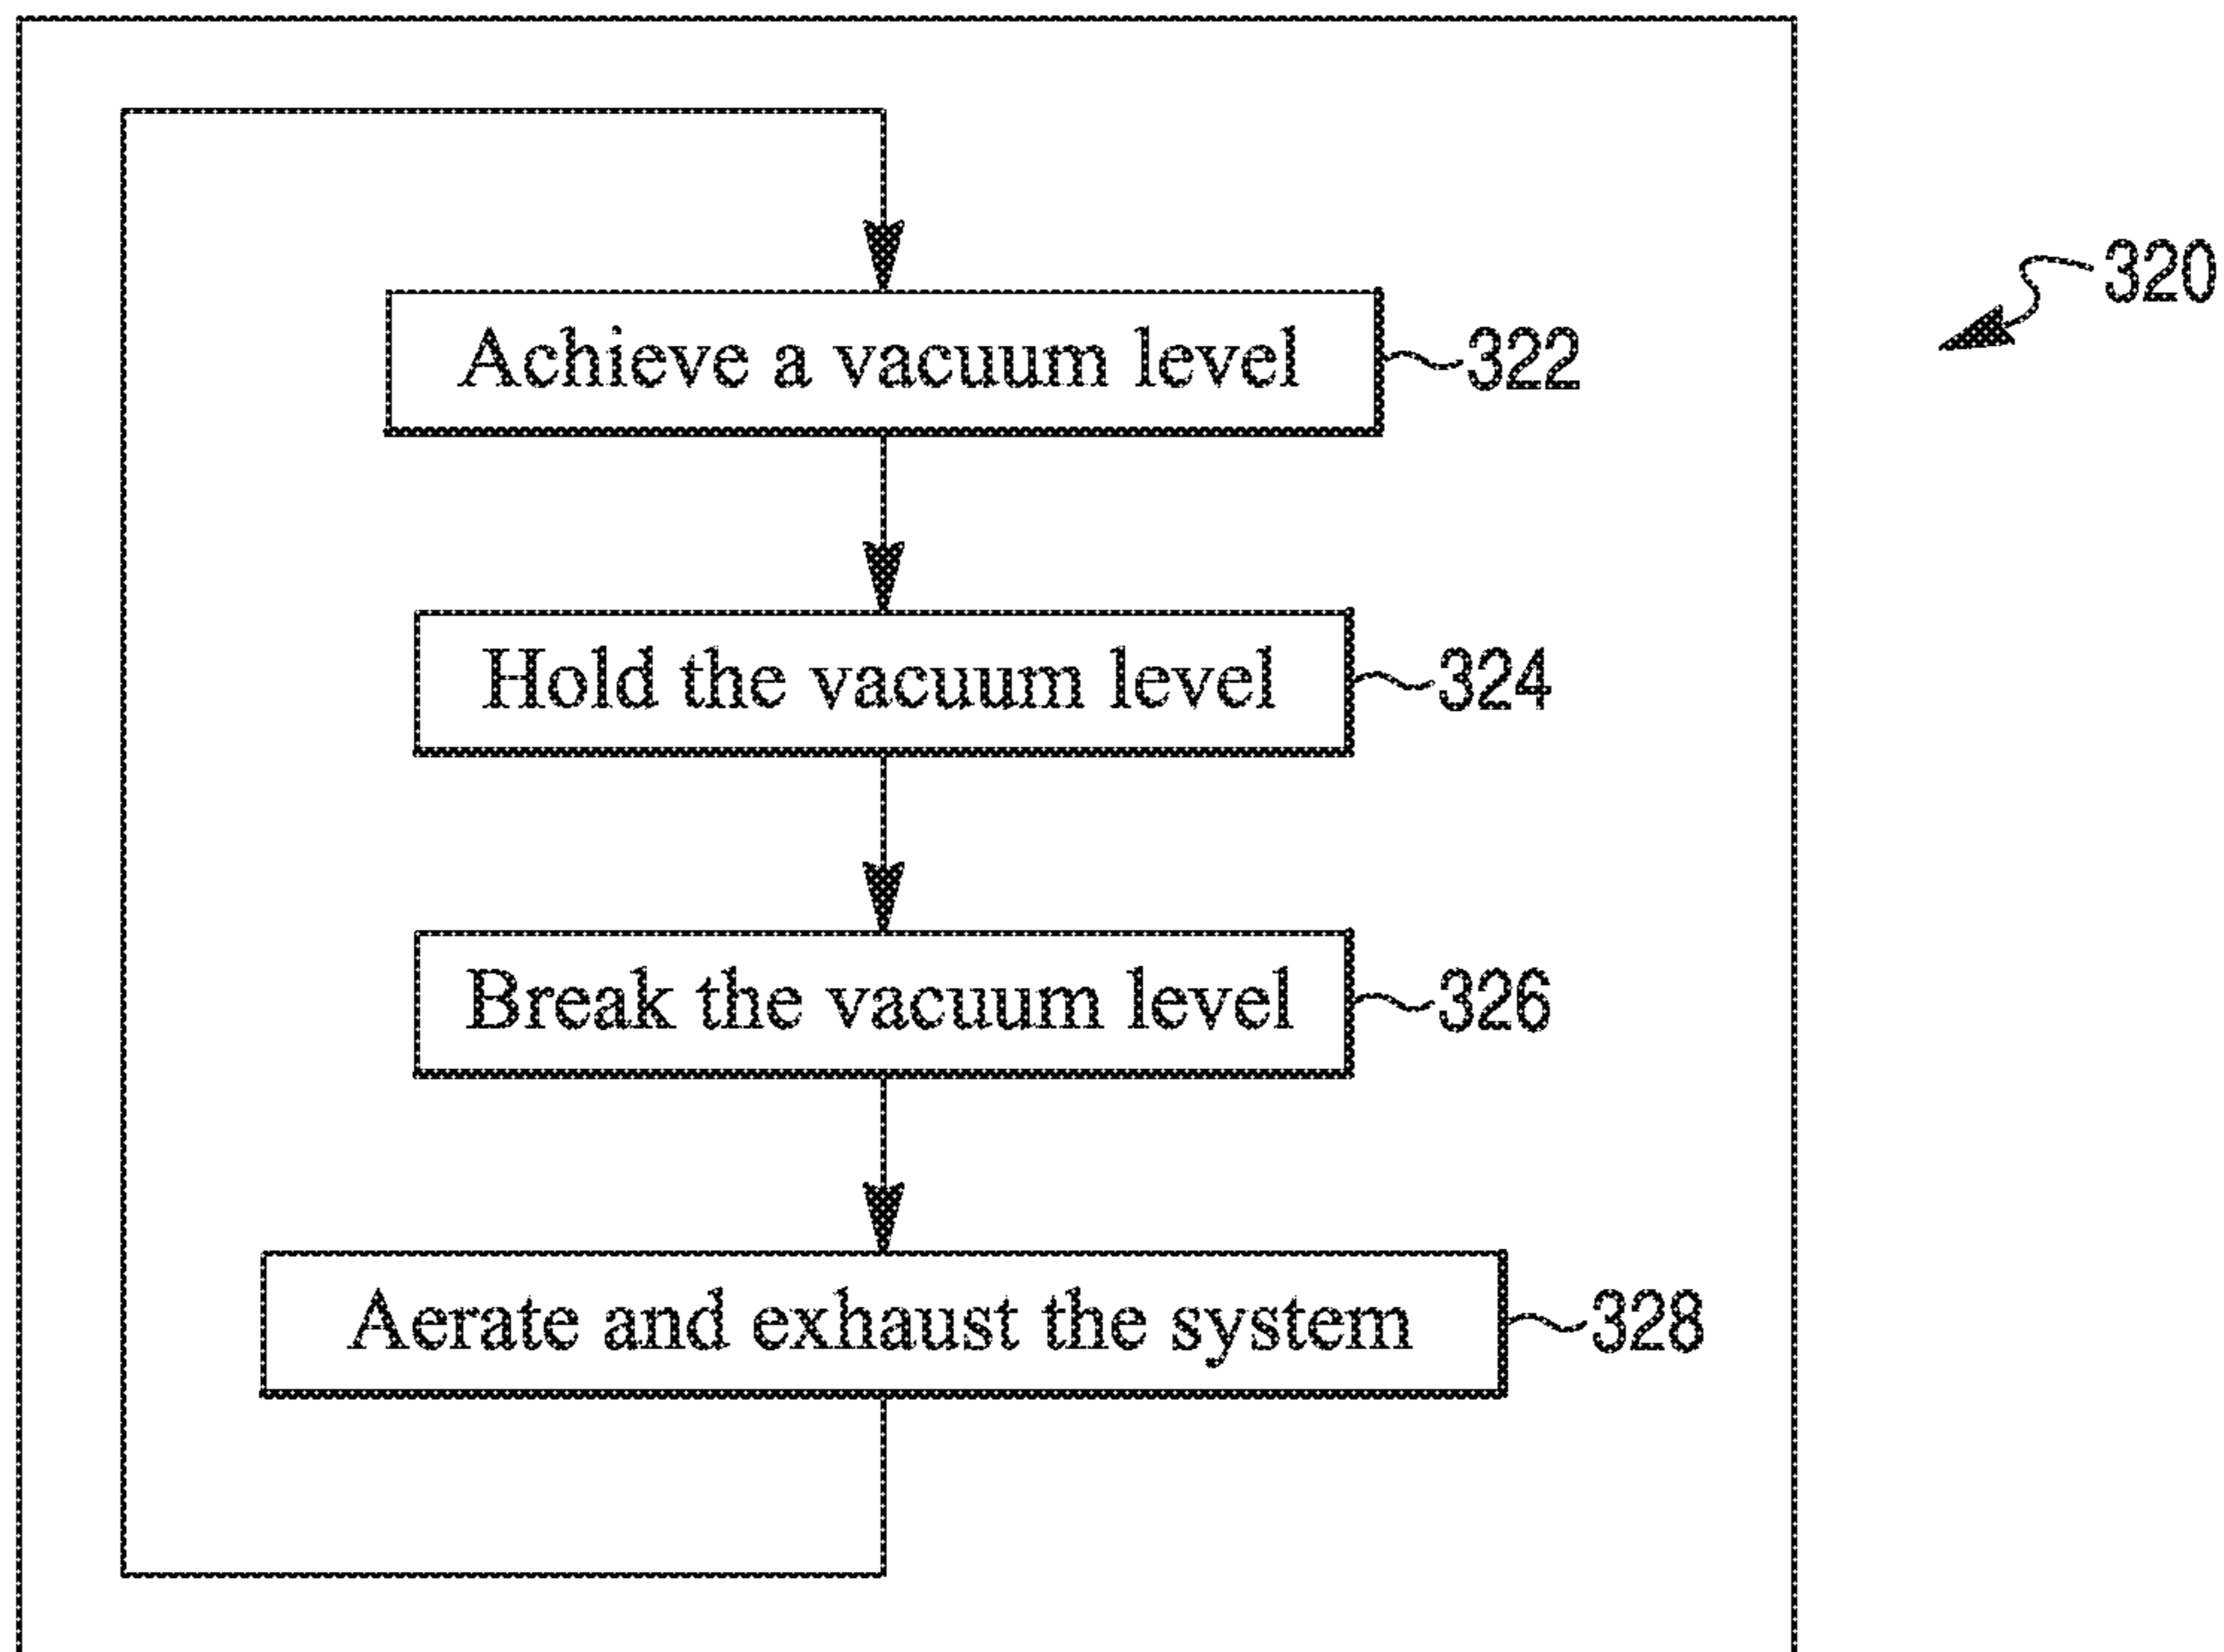 320
Achieve a vacuum level 322
Hold the vacuum level 324
Break the vacuum level 326
Aerate and exhaust the system 328